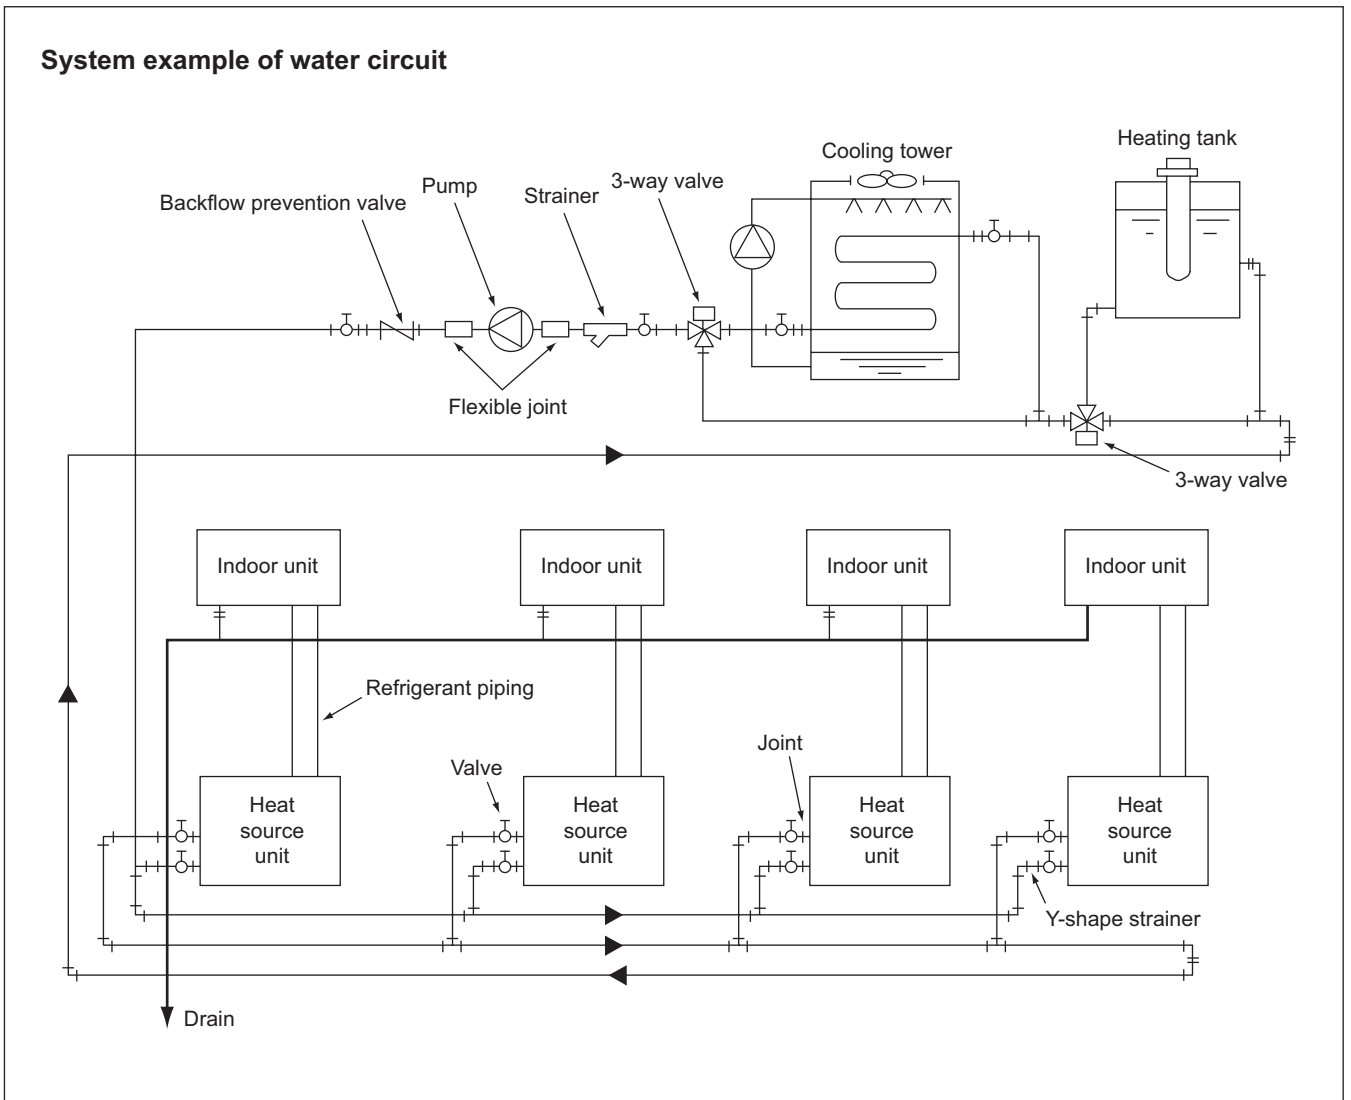 System example of water circuit
Heating tank
Cooling tower
3-way valve
Pump
Strainer
Backflow prevention valve
Flexible joint
3-way valve
Indoor unit
Indoor unit
Indoor unit
Indoor unit
Refrigerant piping
Joint
Valve
Heat
source
unit
Heat
source
unit
Heat
source
unit
Heat
source
unit
Y-shape strainer
Drain